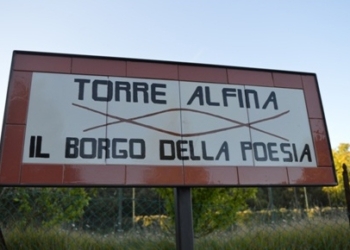 TORRE ALFINA
IL BORGO DELLA POESIA